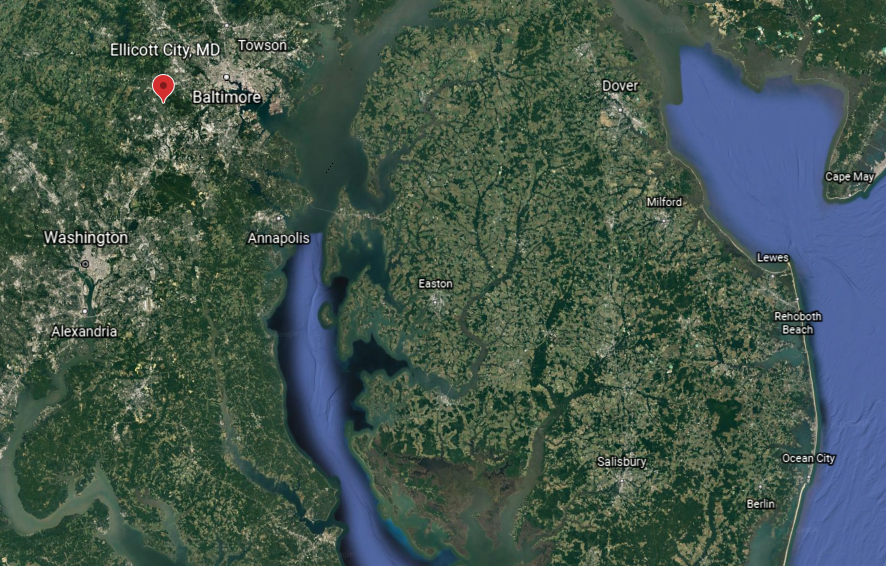 Ellicott City, MD
Towson
Baltimore
Dover
Cape May
Milford
Washington
Annapolis
Lewes
Easton
Rehoboth
Beach
Alexandria
Ocean City
Salisbury
Berlin